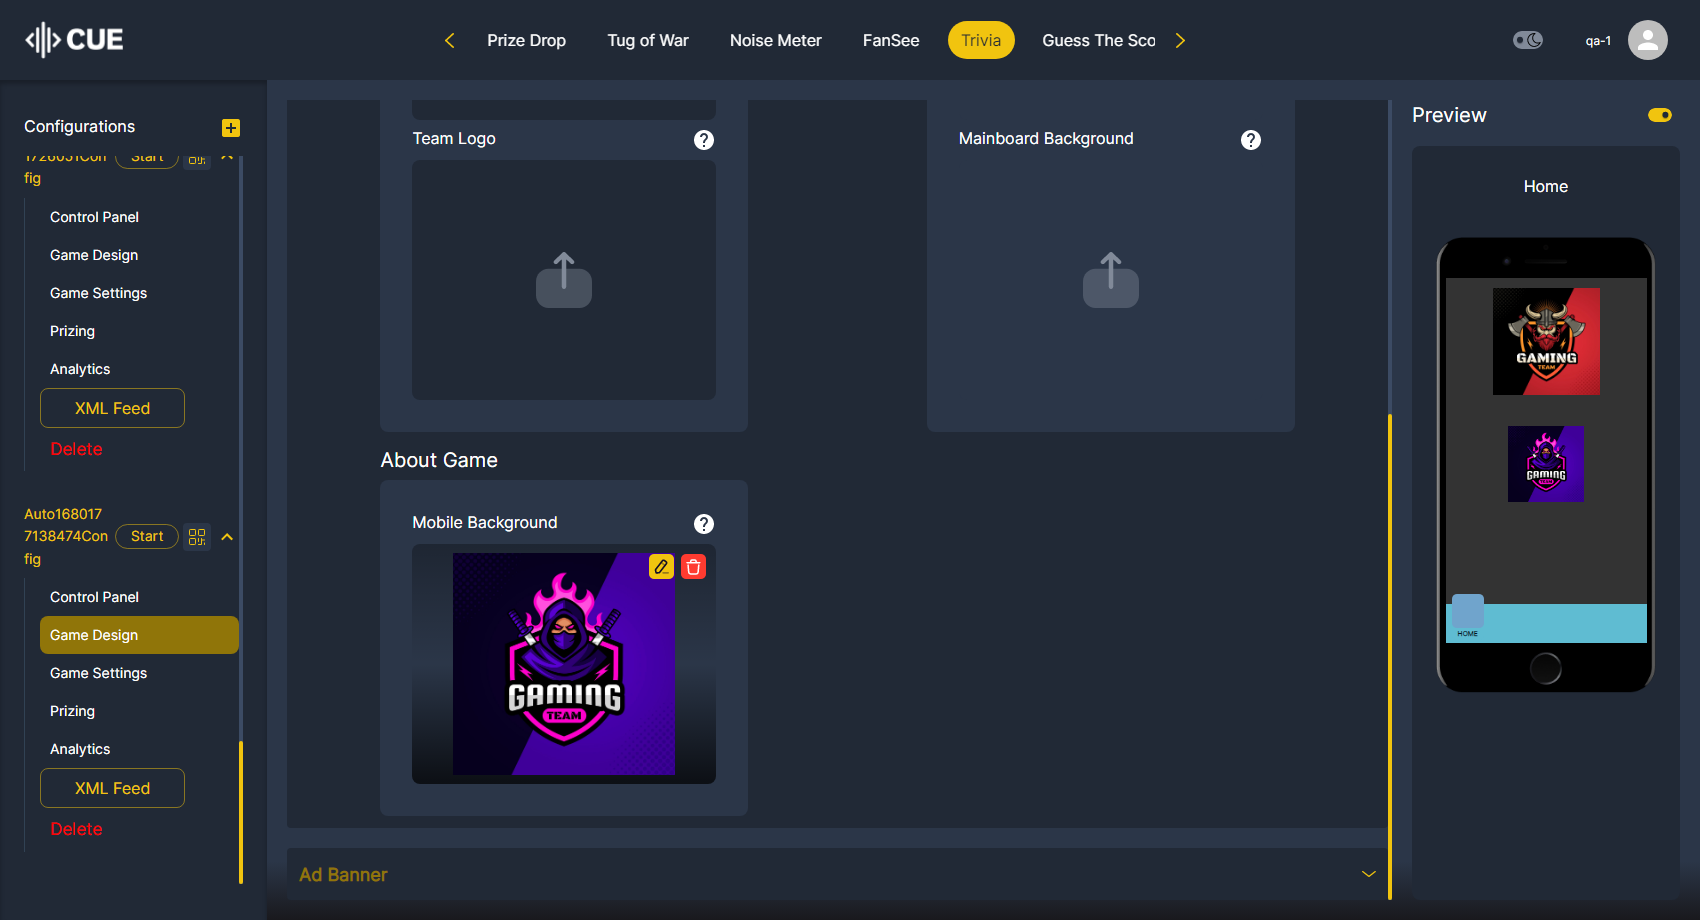 CUE
Prize Drop
Tug of War
Noise Meter
FanSee
Trivia
Guess The Sco
qa-1
Configurations
1726051Con
fig
Start
Control Panel
Game Design
Game Settings
Prizing
Analytics
XML Feed
Delete
Auto168017
7138474Con
fig
Start
Control Panel
Game Design
Game Settings
Prizing
Analytics
XML Feed
Delete
Team Logo
?
Mainboard Background
?
About Game
Mobile Background
?
GAMING
TEAM
Ad Banner
Preview
Home
GAMING
TEAM
GAMING
TEAM
HOME